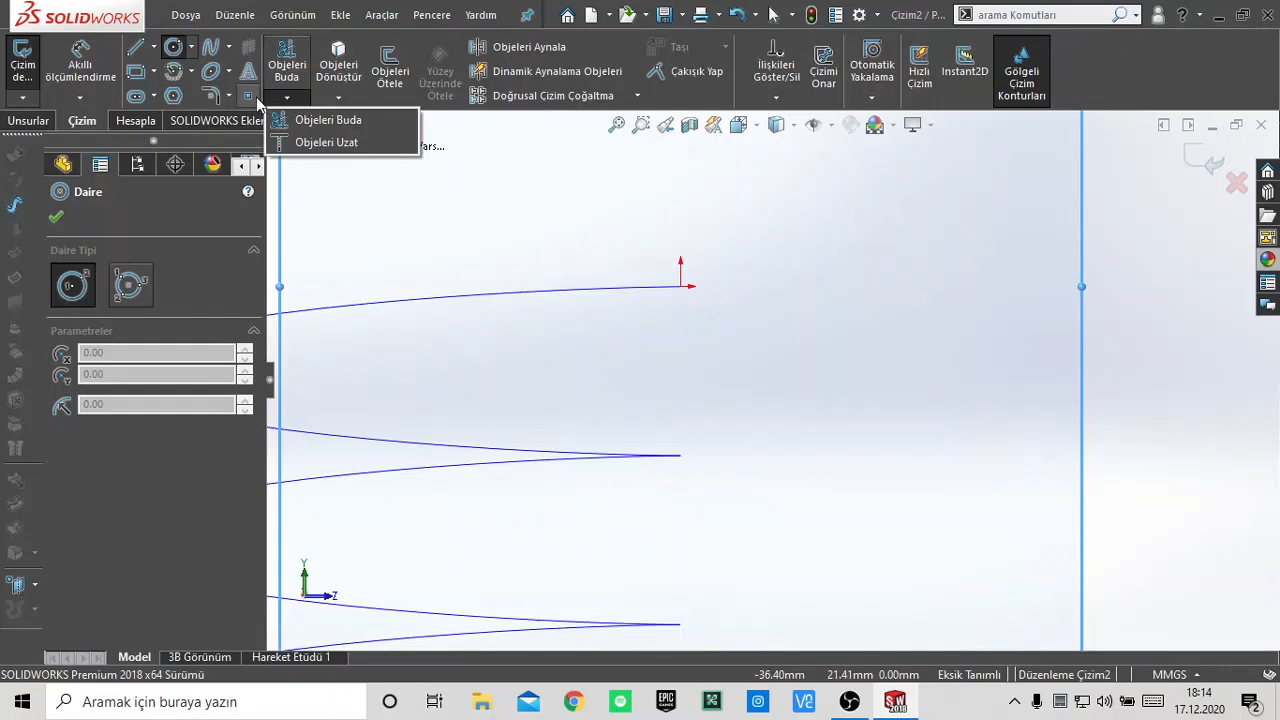 SOLIDWORKS
Dosya
Düzenle
Görünüm
Ekle
Araçlar
Pencere
Yardım
Çizim2 / P...
arama Komutları
Çizim
de...
Akıllı
ölçümlendirme
Objeleri
Buda
Objeleri
Dönüştür
Objeleri
Ötele
Yüzey
Üzerinde
Ötele
Objeleri Aynala
Dinamik Aynalama Objeleri
Doğrusal Çizim Çoğaltma
Taşı
Çakışık Yap
İlişkileri
Göster/Sil
Çizimi
Onar
Otomatik
Yakalama
Hızlı
Çizim
Instant2D
Gölgeli
Çizim
Konturları
Unsurlar
Çizim
Hesapla
SOLIDWORKS Ekler
Objeleri Buda
Objeleri Uzat
Vars...
Daire
Daire Tipi
Parametreler
0.00
0.00
0.00
Y
Z
Model
3B Görünüm
Hareket Etüdü 1
SOLIDWORKS Premium 2018 x64 Sürümü
-36.40mm
21.41mm
0.00mm
Eksik Tanımlı
Düzenleme Çizim2
MMGS
Aramak için buraya yazın
18:14
17.12.2020